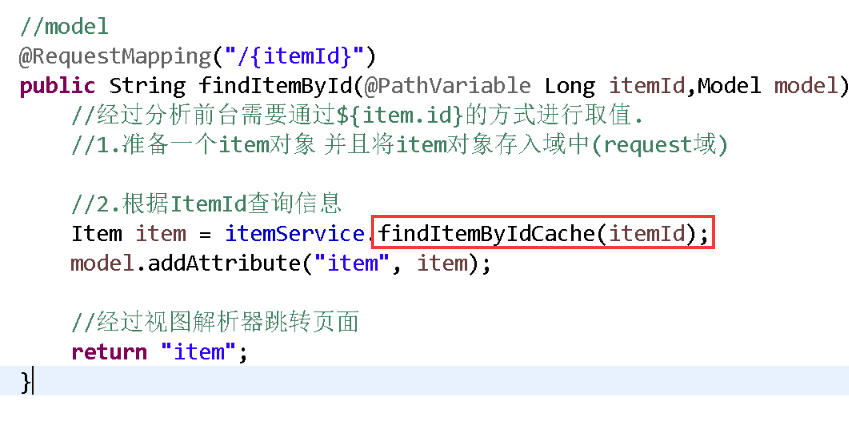 //model
@RequestMapping("/{itemId}")
public String findItemById(@PathVariable Long itemId,Model model)
//经过分析前台需要通过${item.id}的方式进行取值.
//1.准备一个item对象 并且将item对象存入域中(request域)
//2.根据ItemId查询信息
Item item = itemService.findItemByIdCache(itemId);
model.addAttribute("item", item);
//经过视图解析器跳转页面
return "item";
}